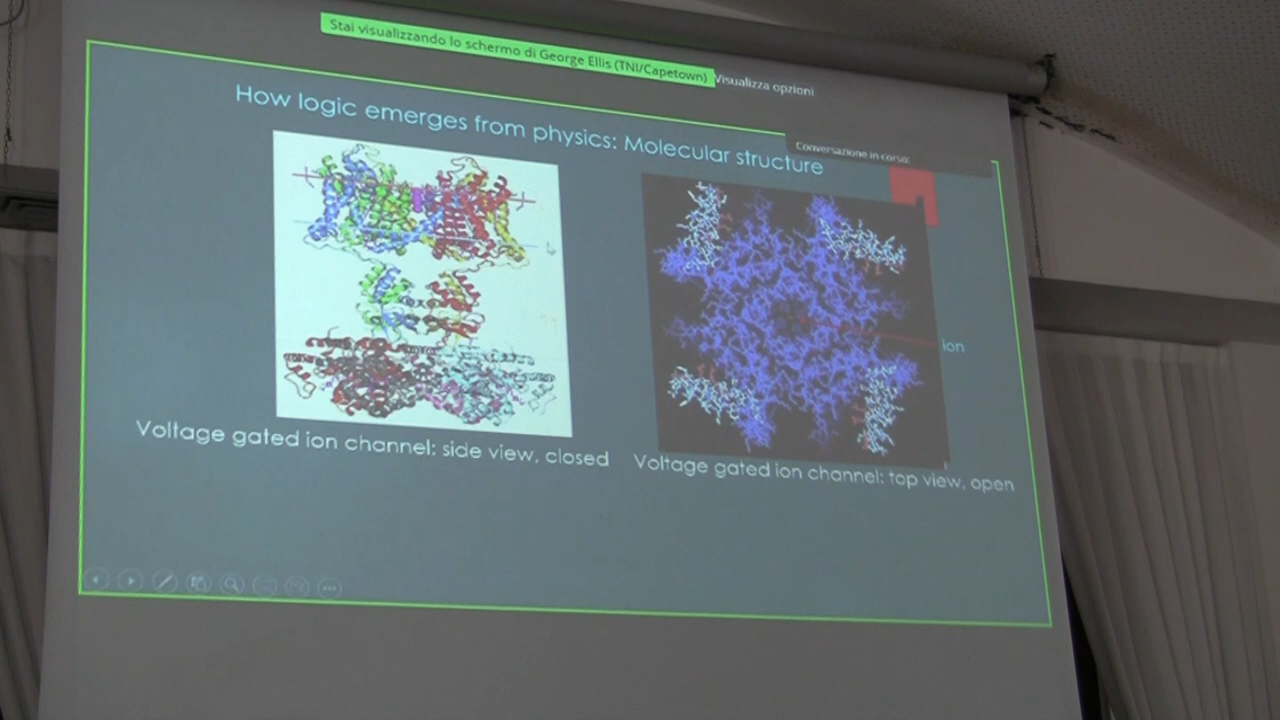 Stai visualizzando lo schermo di George Ellis (TNI/Capetown)
Visualizza opzioni
Conversazione in corso:
How logic emerges from physics: Molecular structure
ion
Voltage gated ion channel: side view, closed
Voltage gated ion channel: top view, open